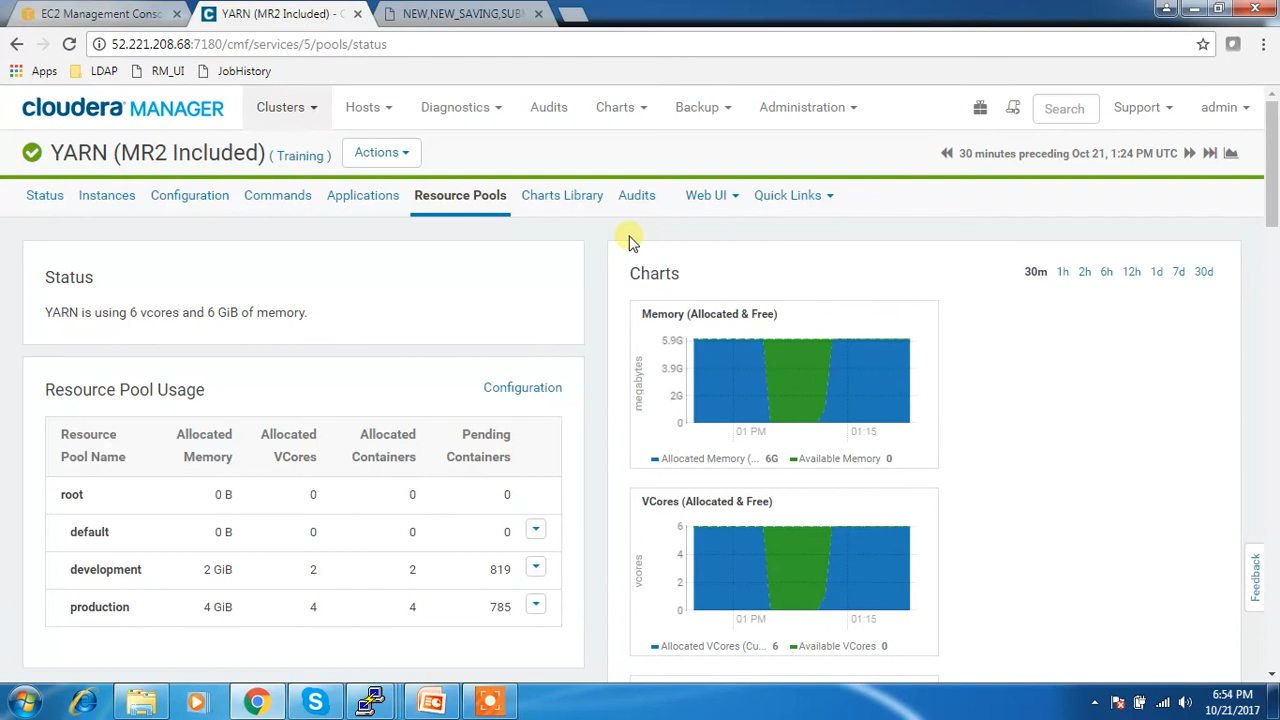 EC2 Management Conso
YARN (MR2 Included) - C
NEW,NEW_SAVING,SUBM
52.221.208.68:7180/cmf/services/5/pools/status
Apps LDAP RM_UI JobHistory
cloudera MANAGER Clusters Hosts Diagnostics Audits Charts Backup Administration Search Support admin
YARN (MR2 Included) ( Training ) Actions 30 minutes preceding Oct 21, 1:24 PM UTC
Status Instances Configuration Commands Applications Resource Pools Charts Library Audits Web UI Quick Links
Status
YARN is using 6 vcores and 6 GiB of memory.
Resource Pool Usage Configuration
Resource Pool Name Allocated Memory Allocated VCores Allocated Containers Pending Containers
root 0 B 0 0 0
default 0 B 0 0 0
development 2 GiB 2 2 819
production 4 GiB 4 4 785
Charts 30m 1h 2h 6h 12h 1d 7d 30d
Memory (Allocated & Free)
megabytes
5.9G
3.9G
2G
0
01 PM 01:15
Allocated Memory (... 6G Available Memory 0
VCores (Allocated & Free)
vcores
6
4
2
0
01 PM 01:15
Allocated VCores (Cu... 6 Available VCores 0
Feedback
6:54 PM
10/21/2017